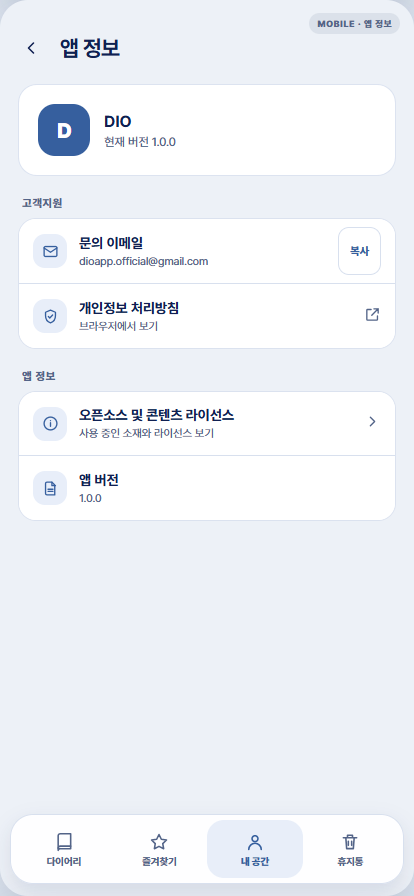 MOBILE · 앱 정보
앱 정보
D
DIO
현재 버전 1.0.0
고객지원
문의 이메일
dioapp.official@gmail.com
복사
개인정보 처리방침
브라우저에서 보기
앱 정보
오픈소스 및 콘텐츠 라이선스
사용 중인 소재와 라이선스 보기
앱 버전
1.0.0
다이어리
즐겨찾기
내 공간
휴지통